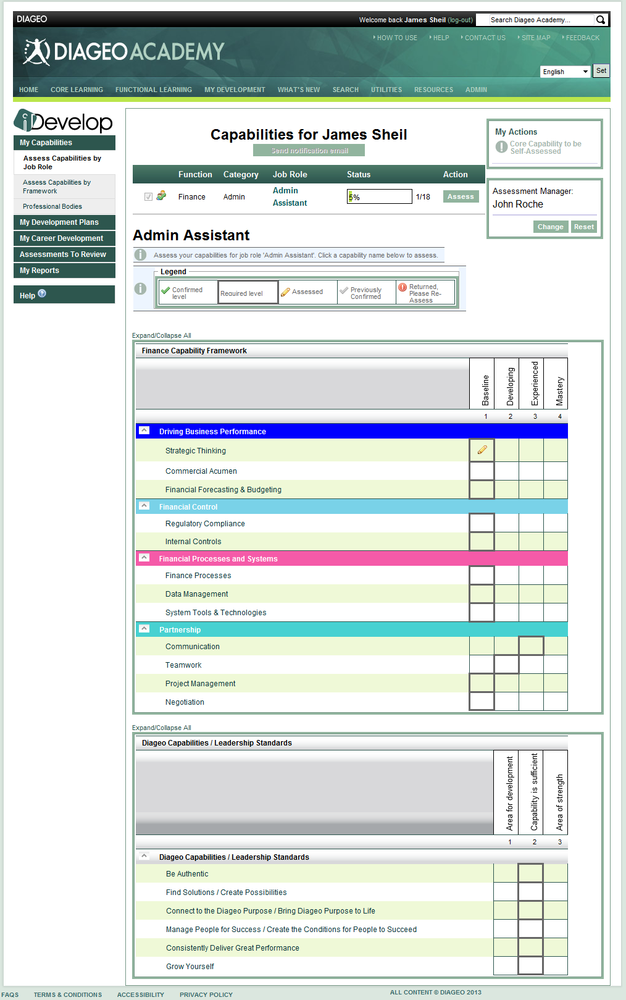 DIAGEO
Welcome back James Sheil (log-out)
Search Diageo Academy...
HOW TO USE
HELP
CONTACT US
SITE MAP
FEEDBACK
DIAGEO ACADEMY
English
Set
HOME CORE LEARNING FUNCTIONAL LEARNING MY DEVELOPMENT WHAT'S NEW SEARCH UTILITIES RESOURCES ADMIN
iDevelop
My Capabilities
Assess Capabilities by
Job Role
Assess Capabilities by
Framework
Professional Bodies
My Development Plans
My Career Development
Assessments To Review
My Reports
Help ?
Capabilities for James Sheil
Send notification email
Function Category Job Role Status Action
Finance Admin Admin
Assistant
5% 1/18 Assess
My Actions
Core Capability to be
Self-Assessed
Assessment Manager:
John Roche
Change Reset
Admin Assistant
Assess your capabilities for job role 'Admin Assistant'. Click a capability name below to assess.
Legend
Confirmed
level
Required level
Assessed
Previously
Confirmed
Returned,
Please Re-
Assess
Expand/Collapse All
Finance Capability Framework
Baseline
Developing
Experienced
Mastery
1 2 3 4
Driving Business Performance
Strategic Thinking
Commercial Acumen
Financial Forecasting & Budgeting
Financial Control
Regulatory Compliance
Internal Controls
Financial Processes and Systems
Finance Processes
Data Management
System Tools & Technologies
Partnership
Communication
Teamwork
Project Management
Negotiation
Expand/Collapse All
Diageo Capabilities / Leadership Standards
Area for development
Capability is sufficient
Area of strength
1 2 3
Diageo Capabilities / Leadership Standards
Be Authentic
Find Solutions / Create Possibilities
Connect to the Diageo Purpose / Bring Diageo Purpose to Life
Manage People for Success / Create the Conditions for People to Succeed
Consistently Deliver Great Performance
Grow Yourself
FAQS TERMS & CONDITIONS ACCESSIBILITY PRIVACY POLICY
ALL CONTENT © DIAGEO 2013